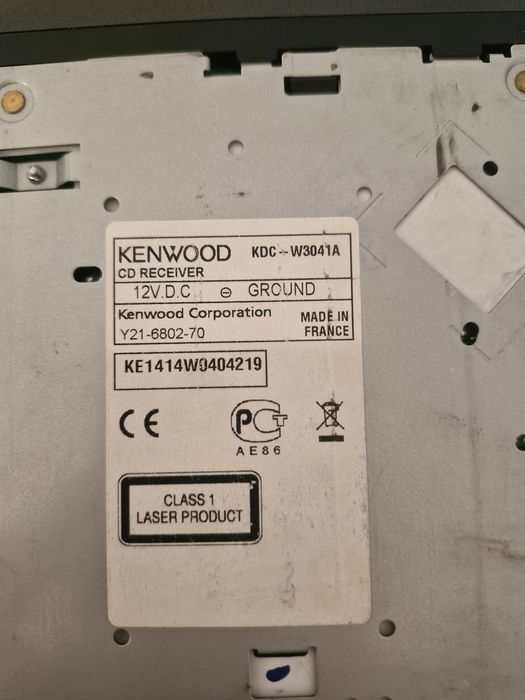 KENWOOD KDC-W3041A
CD RECEIVER
12V.D.C ⊖ GROUND
Kenwood Corporation MADE IN
Y21-6802-70 FRANCE
KE1414W0404219
CE PCT
AE86
CLASS 1
LASER PRODUCT